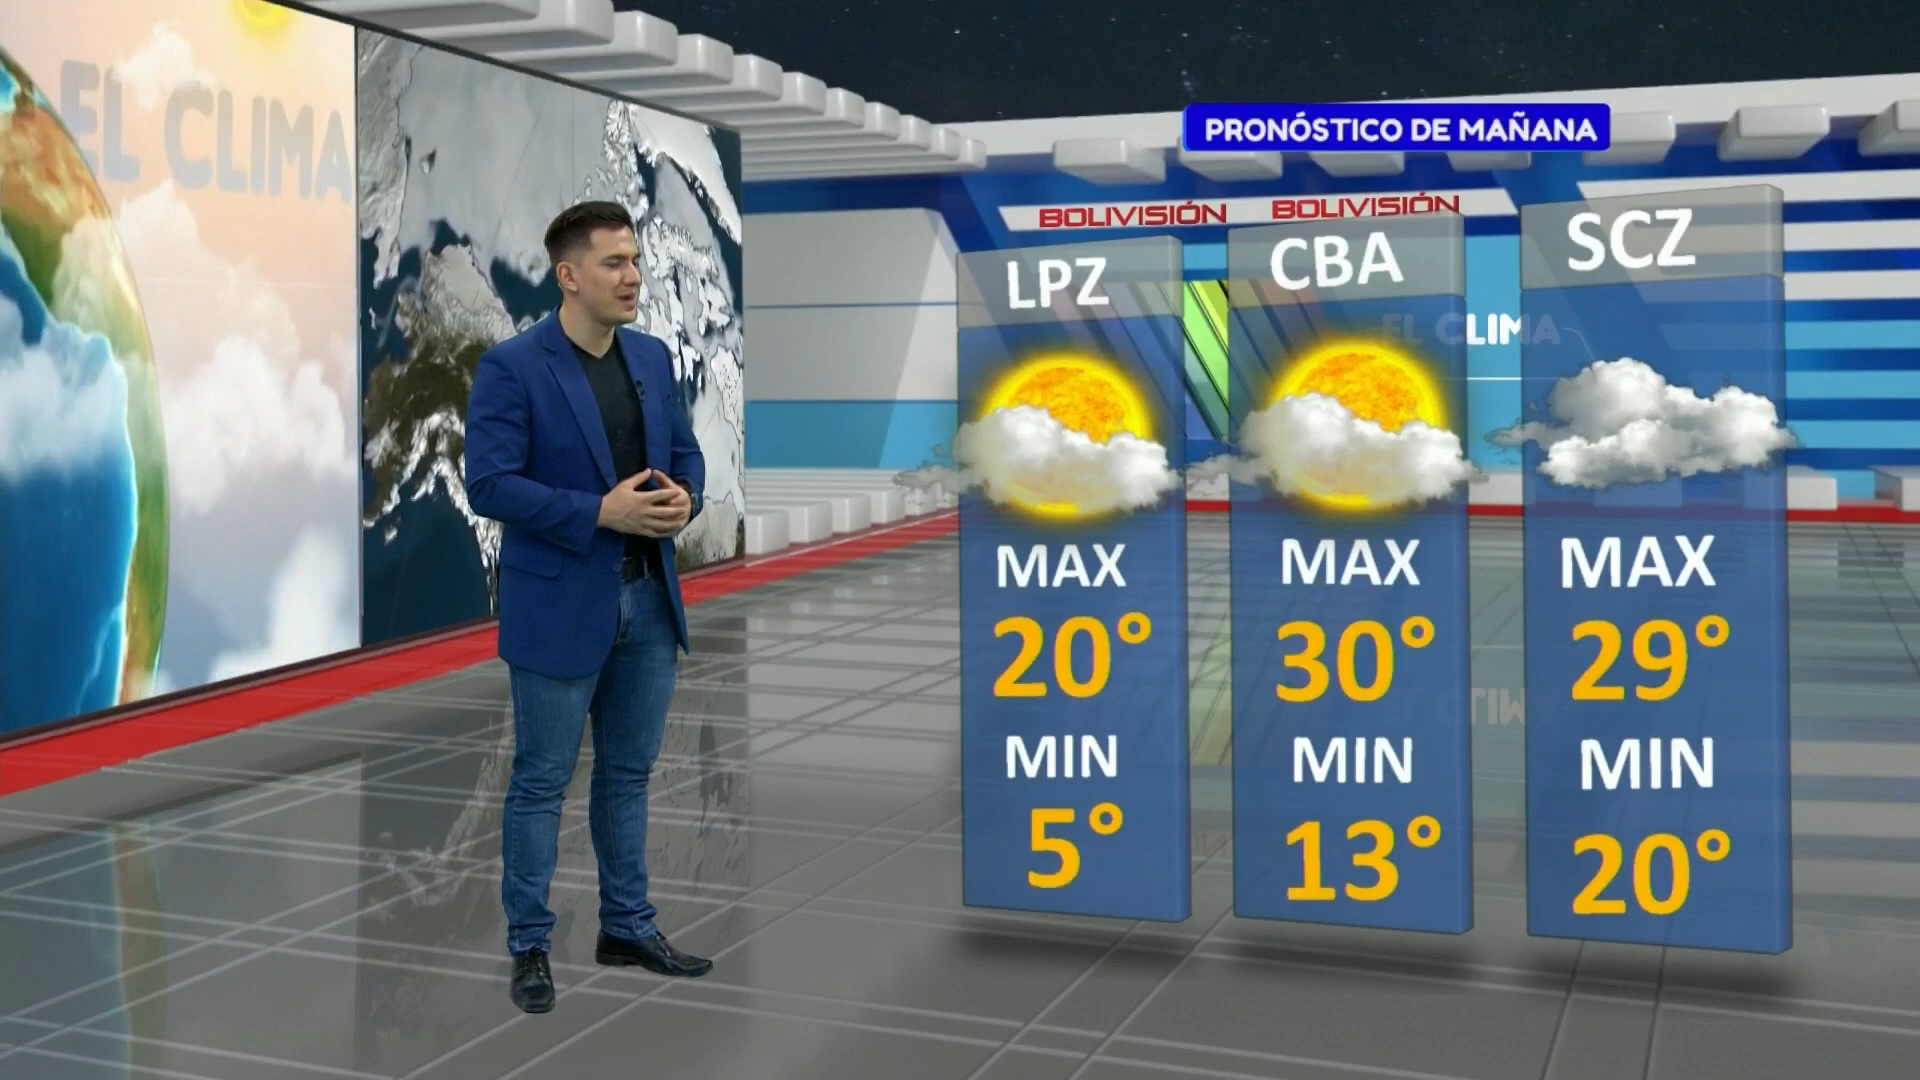 EL CLIMA
PRONÓSTICO DE MAÑANA
BOLIVISIÓN BOLIVISIÓN
LPZ
MAX
20°
MIN
5°
CBA
MAX
30°
MIN
13°
SCZ
MAX
29°
MIN
20°
EL CLIMA